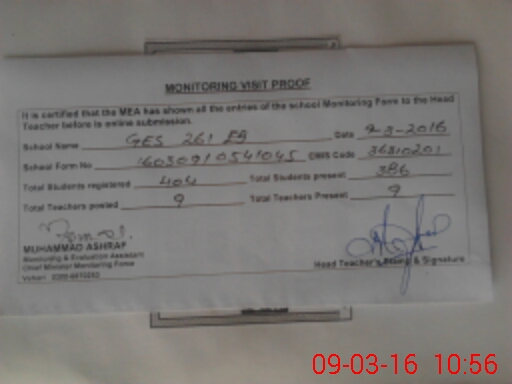 MONITORING VISIT PROOF
It is certified that the MEA has shown all the entries of the school Monitoring Form to the Head
Teacher before is online submission.
School Name GES 261 EB Date 9-3-2016
School Form No 16030910541045 EMIS Code 36810201
Total Students registered 404 Total Students present 386
Total Teachers posted 9 Total Teachers Present 9
MUHAMMAD ASHRAF
Monitoring & Evaluation Assistant
Chief Minister Monitoring Force
Vehari
Head Teacher's & Signature
09-03-16 10:56